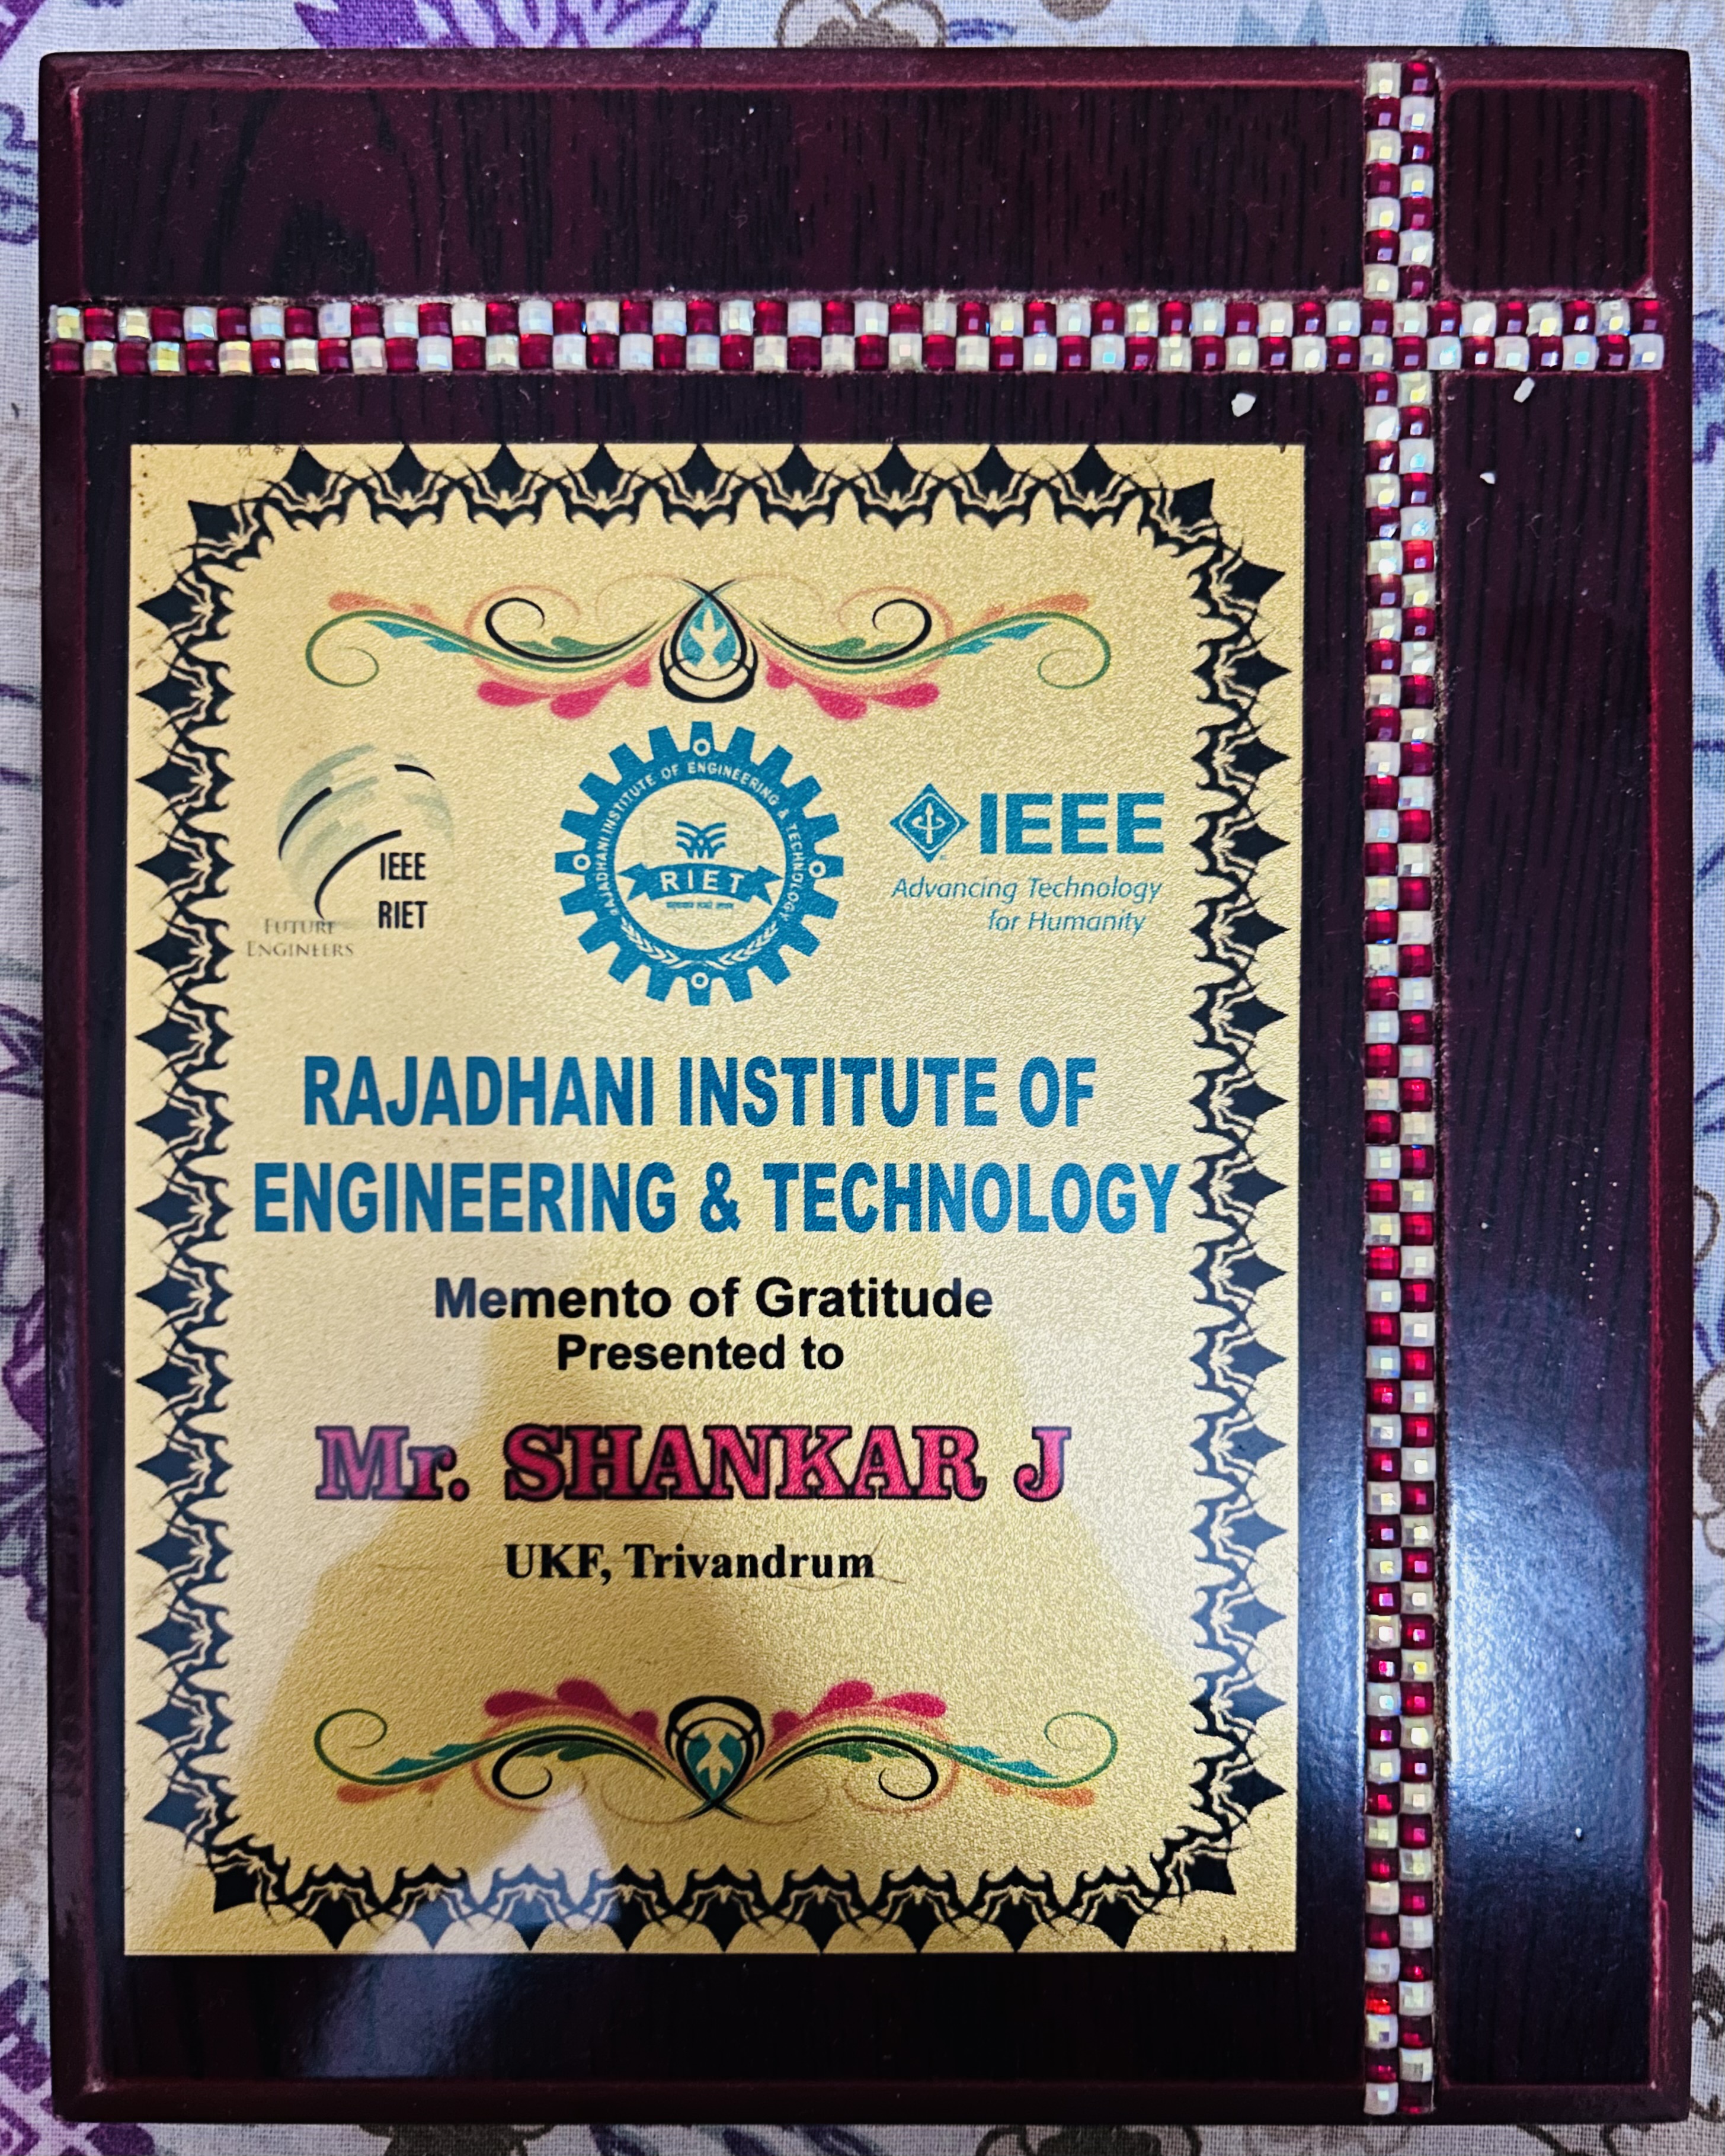 IEEE
RIET
FUTURE
ENGINEERS
RAJADHANI INSTITUTE OF ENGINEERING & TECHNOLOGY
RIET
IEEE
Advancing Technology
for Humanity
RAJADHANI INSTITUTE OF
ENGINEERING & TECHNOLOGY
Memento of Gratitude
Presented to
Mr. SHANKAR J
UKF, Trivandrum